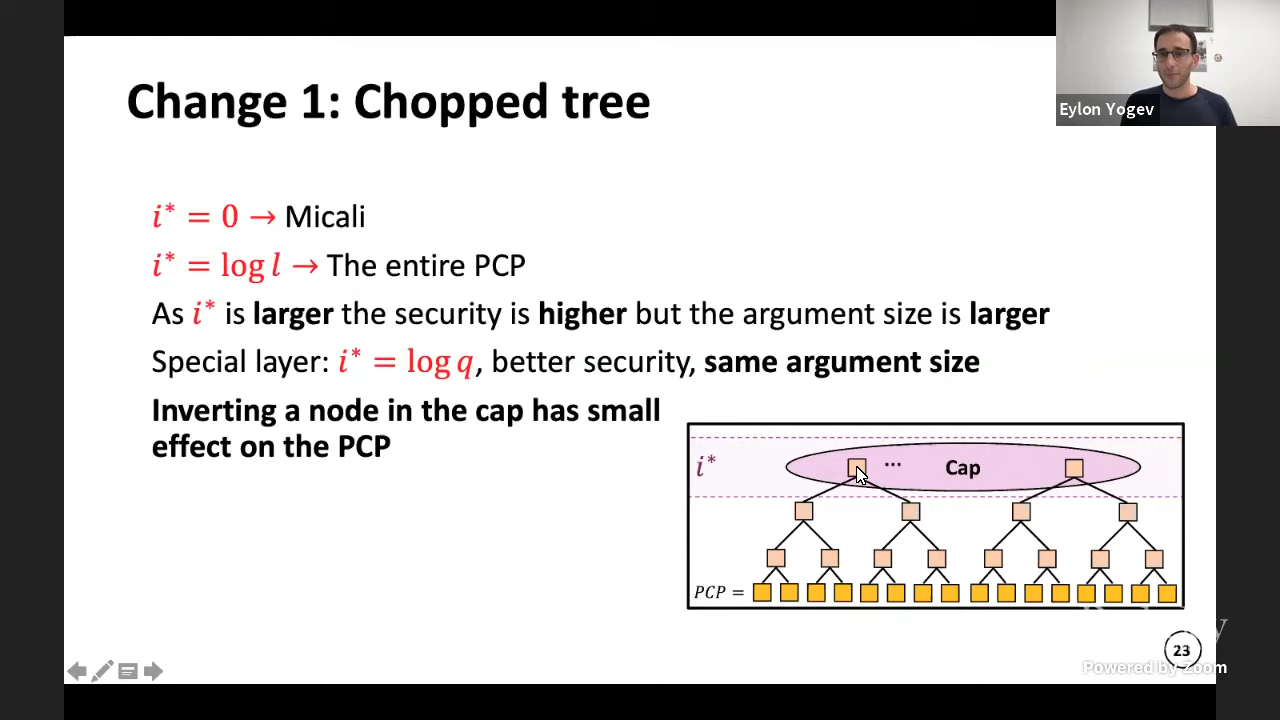 Change 1: Chopped tree
Eylon Yogev
i* = 0 → Micali
i* = log l → The entire PCP
As i* is larger the security is higher but the argument size is larger
Special layer: i* = log q, better security, same argument size
Inverting a node in the cap has small
effect on the PCP
i*
... Cap
PCP =
23
Powered by Zoom